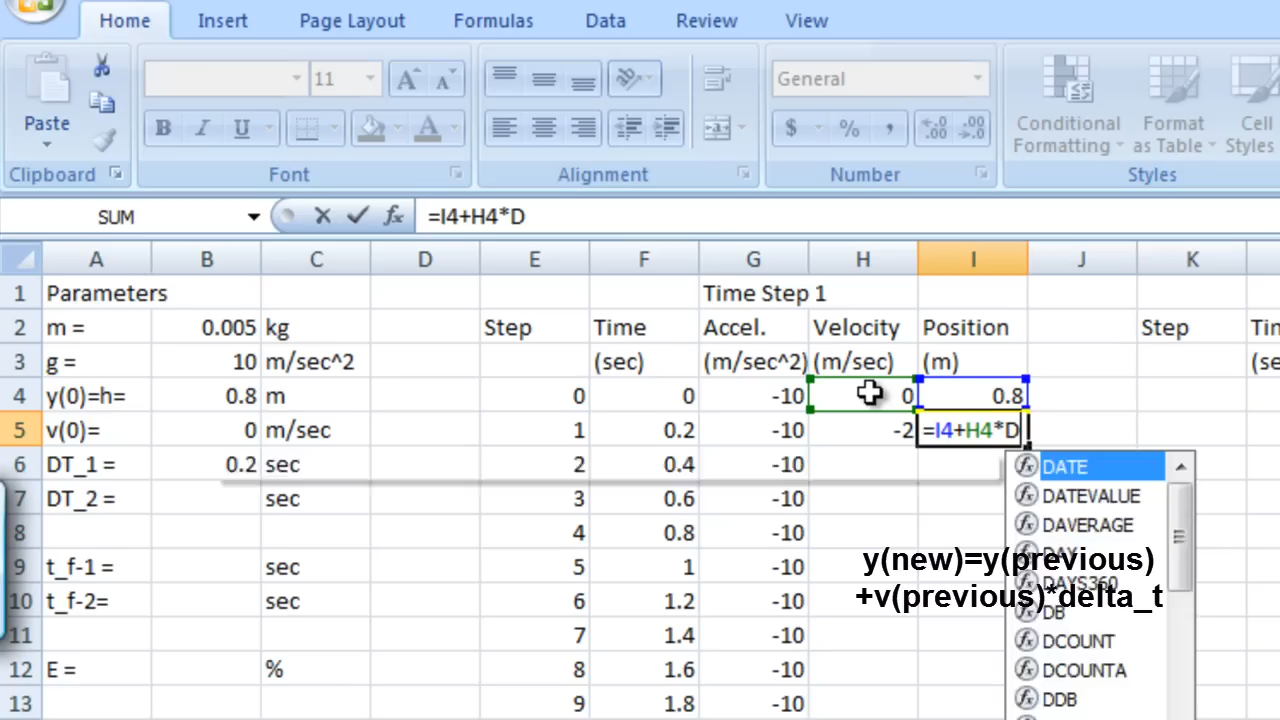 Home Insert Page Layout Formulas Data Review View
11 A A General
Paste B I U A $ % , Conditional Formatting Format as Table Cell Styles
Clipboard Font Alignment Number Styles
SUM fx =I4+H4*D
A B C D E F G H I J K
1 Parameters Time Step 1
2 m = 0.005 kg Step Time Accel. Velocity Position Step
3 g = 10 m/sec^2 (sec) (m/sec^2) (m/sec) (m)
4 y(0)=h= 0.8 m 0 0 -10 0 0.8
5 v(0)= 0 m/sec 1 0.2 -10 -2 =I4+H4*D
6 DT_1 = 0.2 sec 2 0.4 -10 DATE
7 DT_2 = sec 3 0.6 -10 DATEVALUE
8 4 0.8 -10 DAVERAGE
DAY
9 t_f-1 = sec 5 1 -10 DAYS360
y(new)=y(previous)
+v(previous)*delta_t
10 t_f-2= sec 6 1.2 -10 DB
11 7 1.4 -10 DCOUNT
12 E = % 8 1.6 -10 DCOUNTA
13 9 1.8 -10 DDB